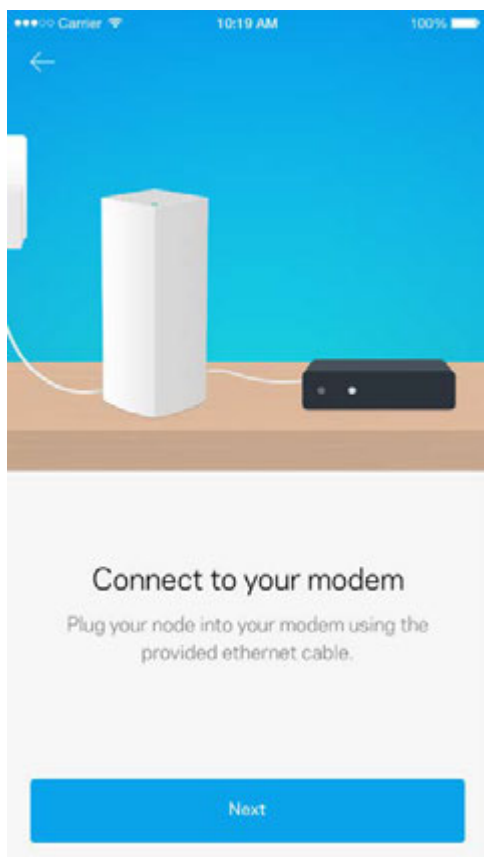 Carrier 10:19 AM 100%
Connect to your modem
Plug your node into your modem using the
provided ethernet cable.
Next